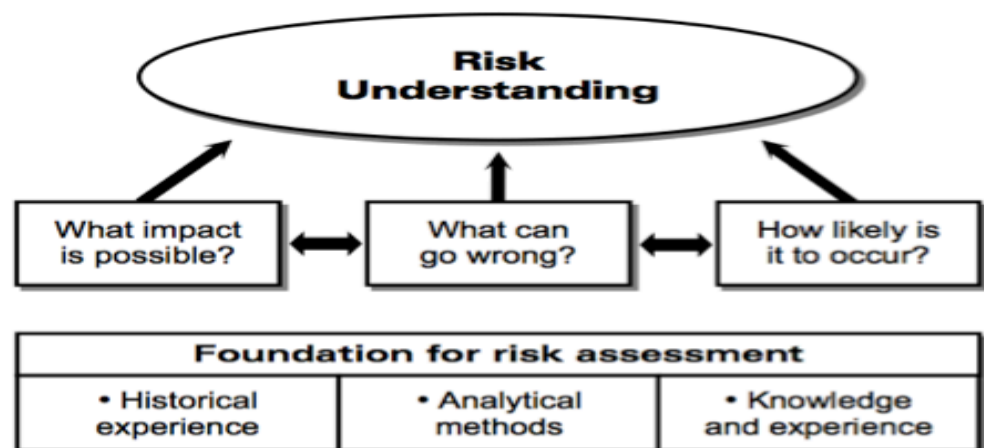 Risk
Understanding
What impact
is possible?
What can
go wrong?
How likely is
it to occur?
Foundation for risk assessment
• Historical
experience
• Analytical
methods
• Knowledge
and experience